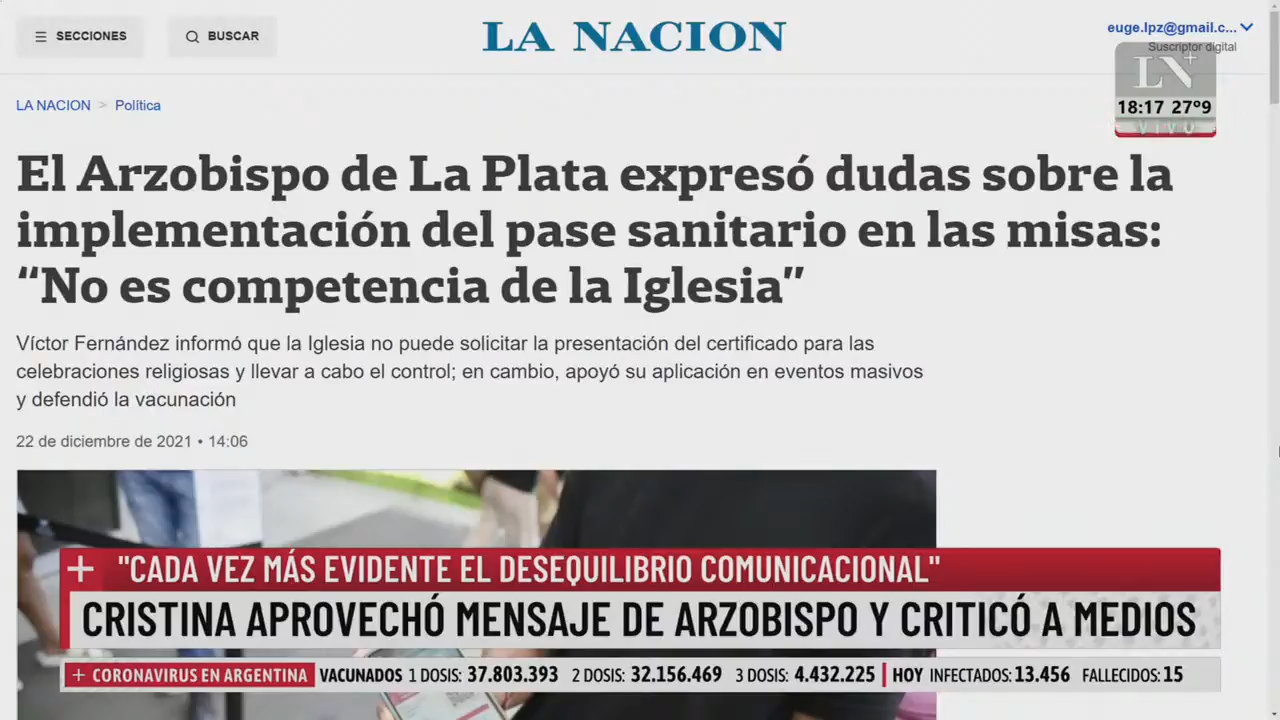 SECCIONES
BUSCAR
LA NACION
euge.lpz@gmail.c...
Suscriptor digital
LN+
18:17 27º9
VIVO
LA NACION > Política
El Arzobispo de La Plata expresó dudas sobre la
implementación del pase sanitario en las misas:
“No es competencia de la Iglesia”
Víctor Fernández informó que la Iglesia no puede solicitar la presentación del certificado para las
celebraciones religiosas y llevar a cabo el control; en cambio, apoyó su aplicación en eventos masivos
y defendió la vacunación
22 de diciembre de 2021 • 14:06
+ "CADA VEZ MÁS EVIDENTE EL DESEQUILIBRIO COMUNICACIONAL"
CRISTINA APROVECHÓ MENSAJE DE ARZOBISPO Y CRITICÓ A MEDIOS
+ CORONAVIRUS EN ARGENTINA VACUNADOS 1 DOSIS: 37.803.393 2 DOSIS: 32.156.469 3 DOSIS: 4.432.225 HOY INFECTADOS: 13.456 FALLECIDOS: 15